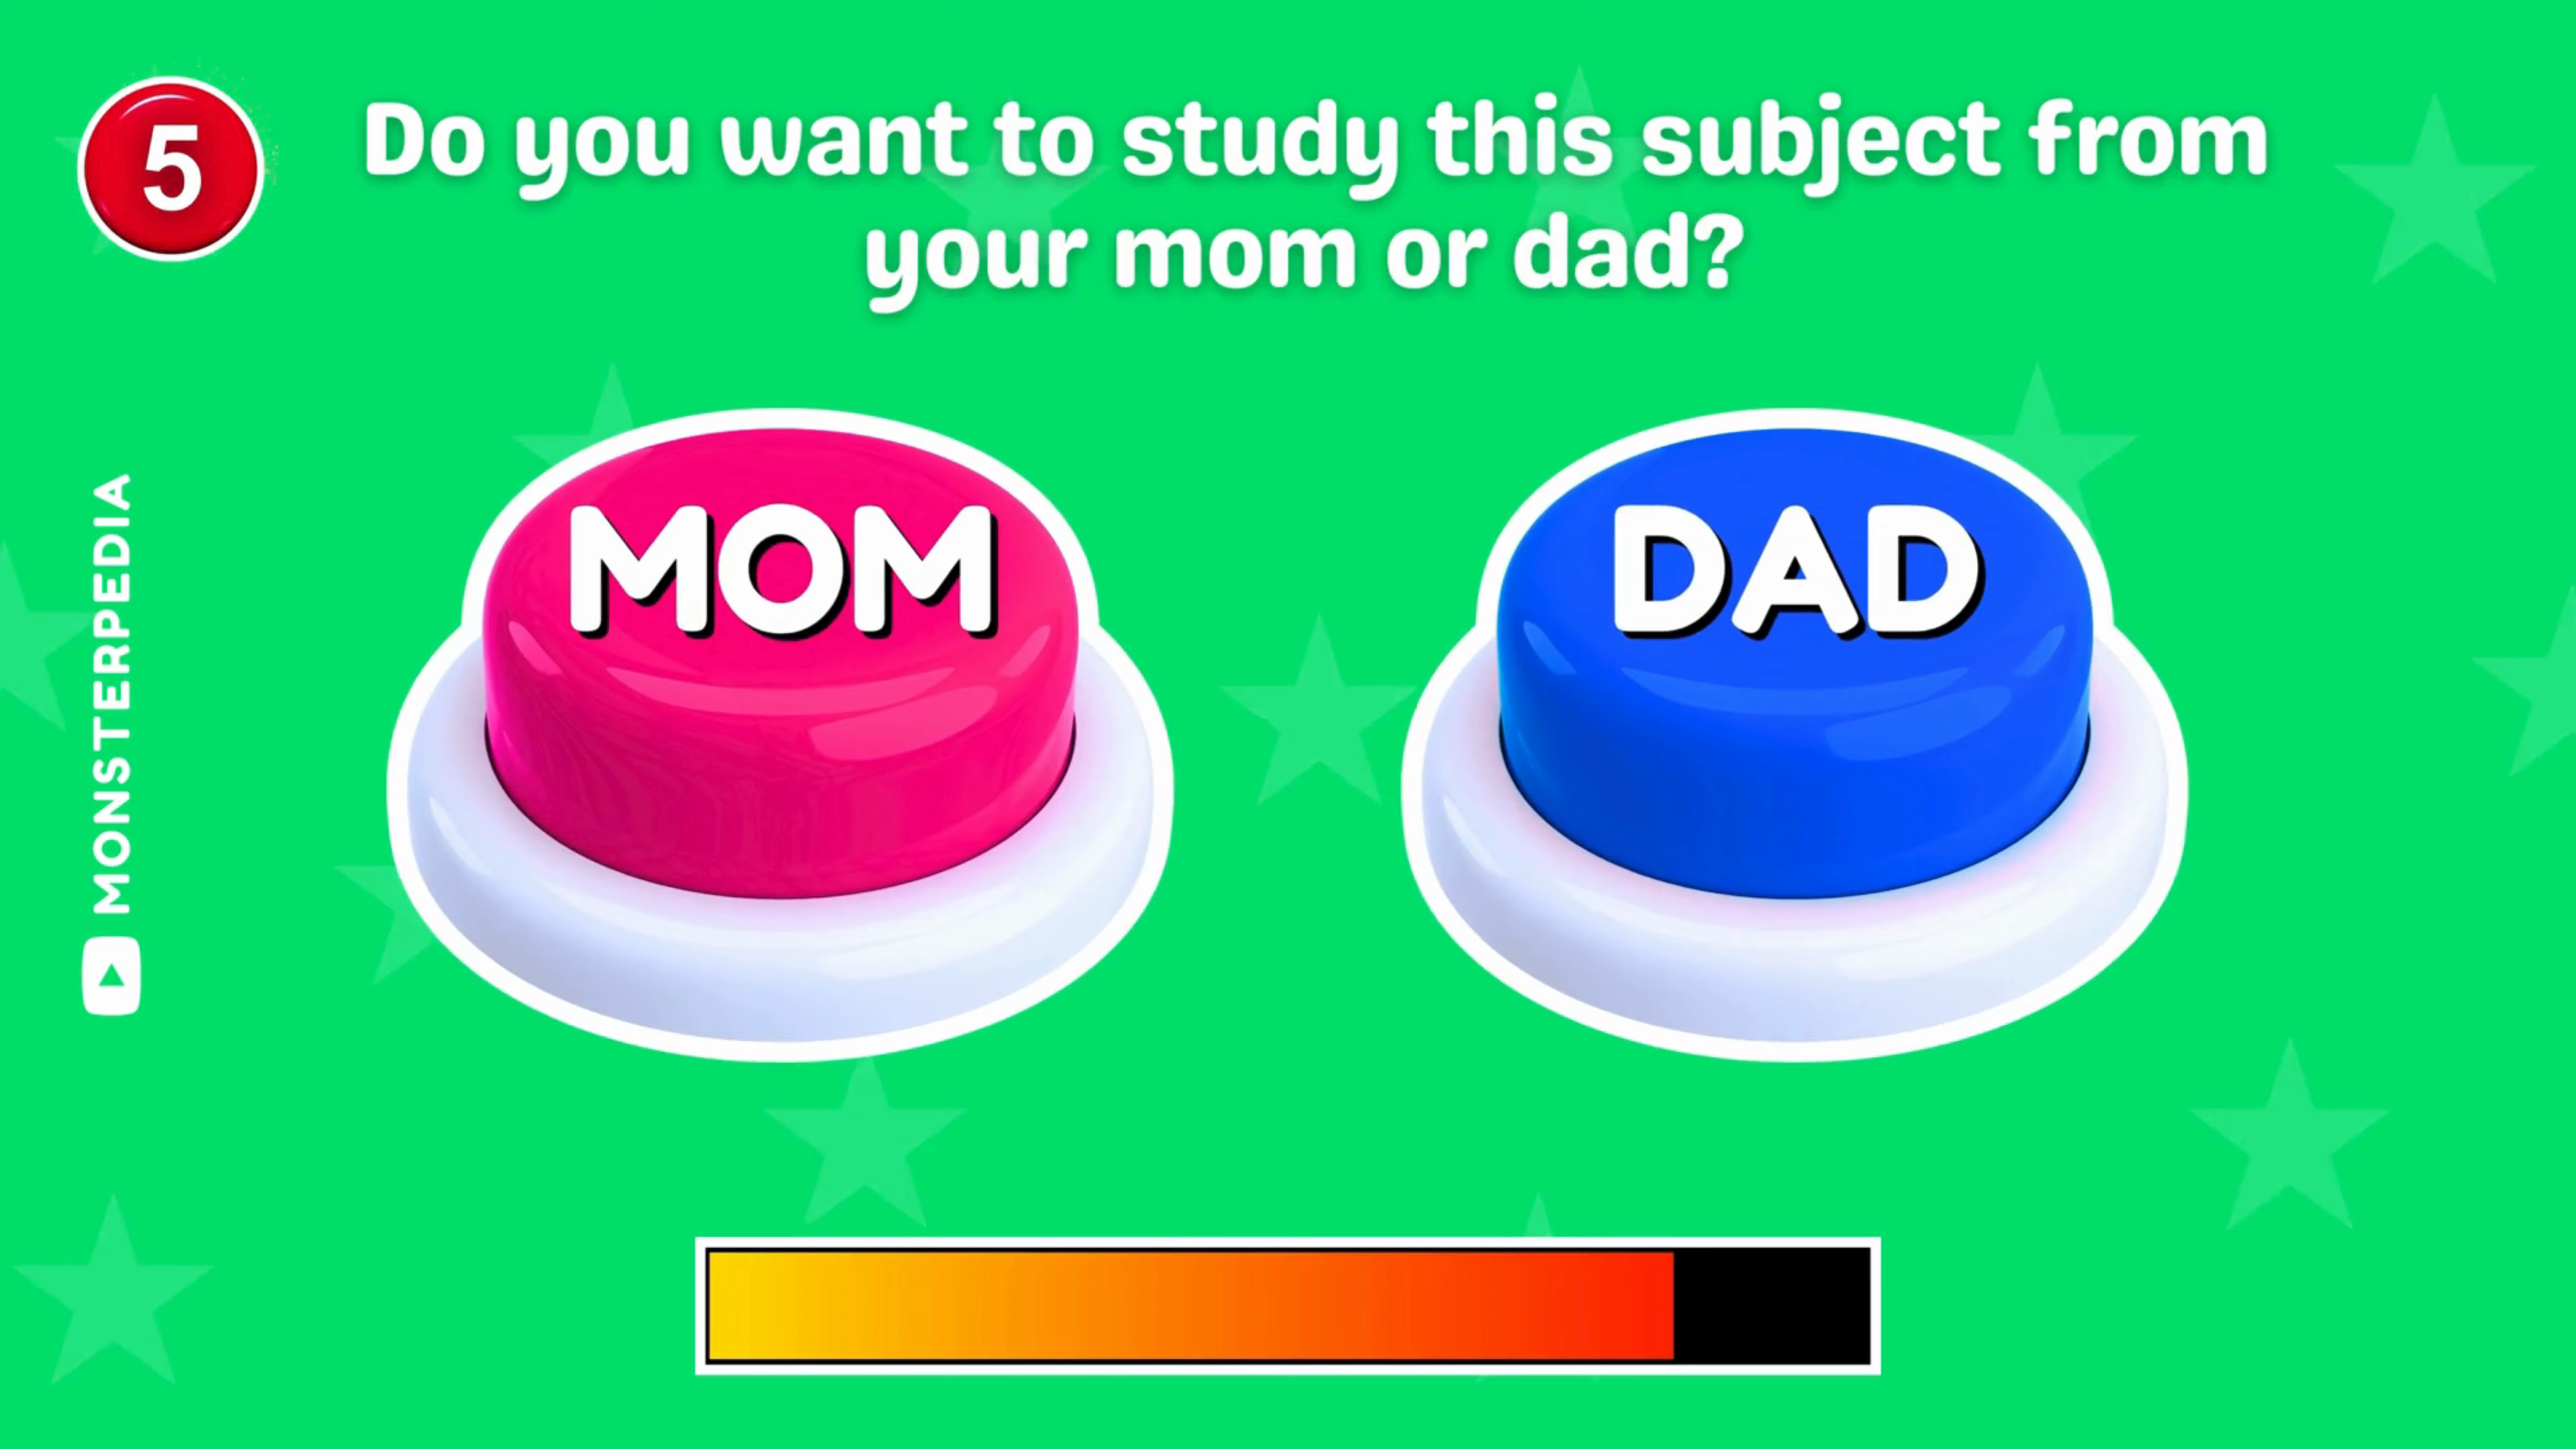 5
Do you want to study this subject from
your mom or dad?
MOM
DAD
MONSTERPEDIA